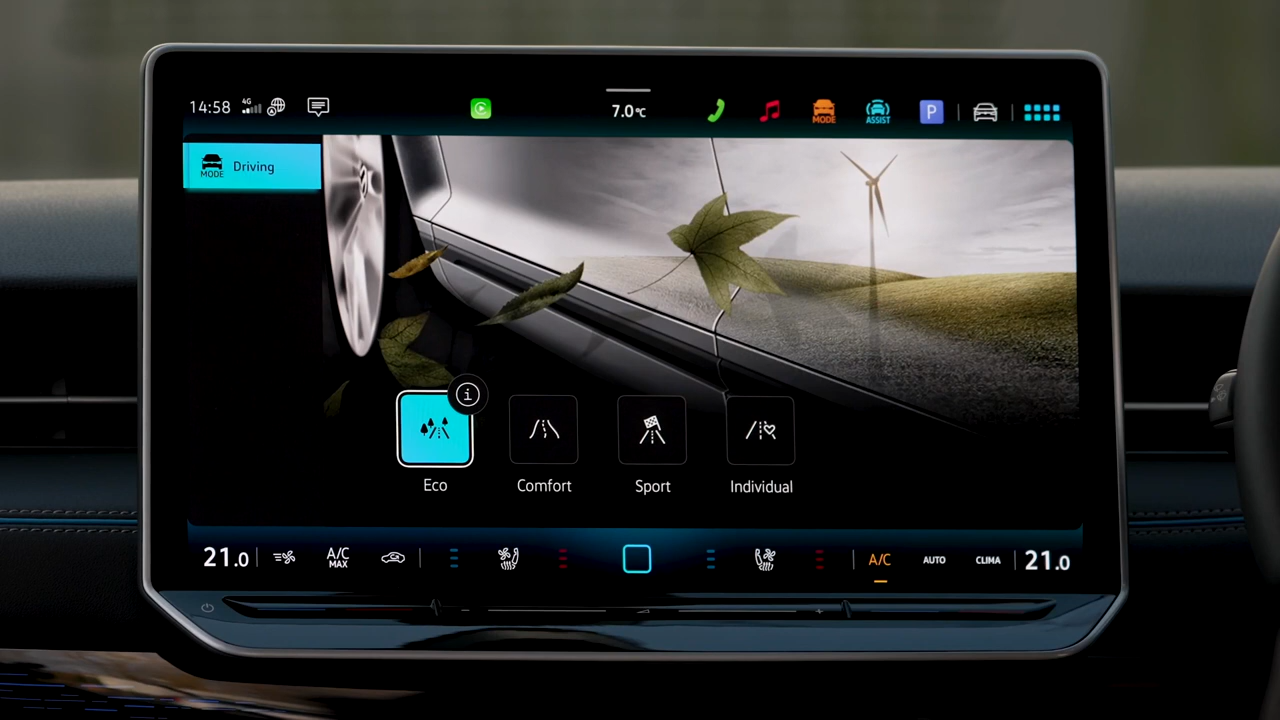 14:58 4G 7.0°C MODE ASSIST P
MODE Driving
i
Eco Comfort Sport Individual
21.0 A/C MAX A/C AUTO CLIMA 21.0